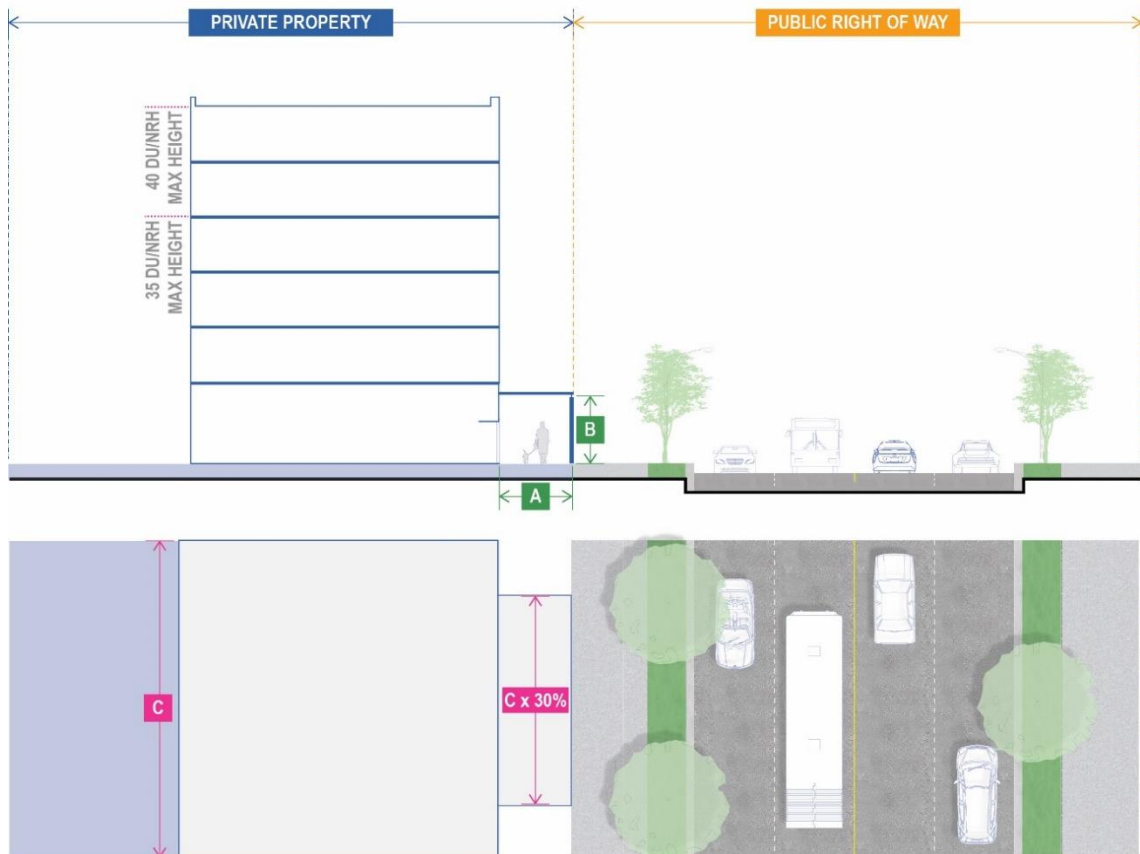 PRIVATE PROPERTY
PUBLIC RIGHT OF WAY
40 DU/NRH
MAX HEIGHT
35 DU/NRH
MAX HEIGHT
B
A
C
C x 30%